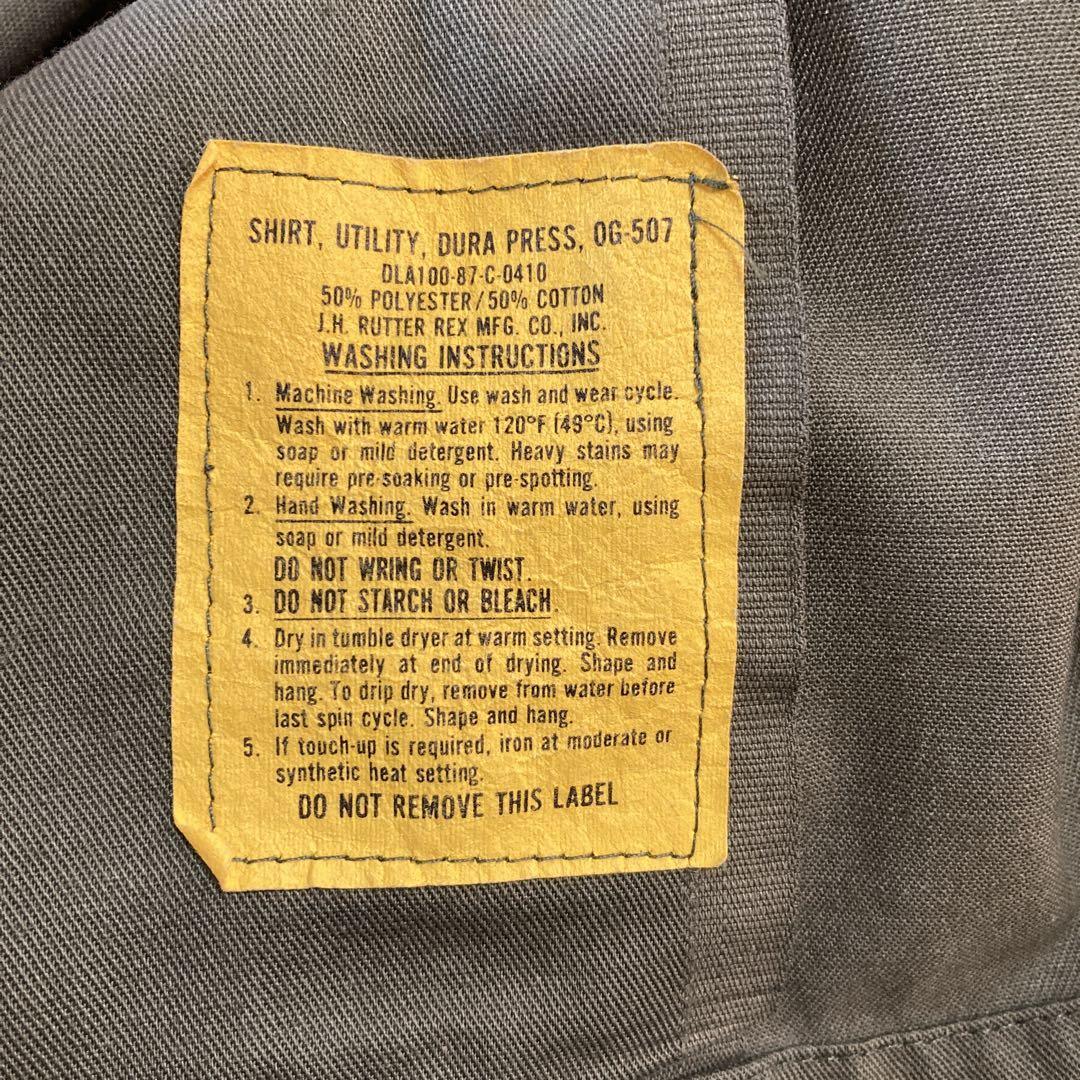 SHIRT, UTILITY, DURA PRESS, OG-507
DLA100-87-C-0410
50% POLYESTER/50% COTTON
J.H. RUTTER REX MFG. CO., INC.
WASHING INSTRUCTIONS
1. Machine Washing. Use wash and wear cycle.
Wash with warm water 120°F (49°C), using
soap or mild detergent. Heavy stains may
require pre-soaking or pre-spotting.
2. Hand Washing. Wash in warm water, using
soap or mild detergent.
DO NOT WRING OR TWIST.
3. DO NOT STARCH OR BLEACH.
4. Dry in tumble dryer at warm setting. Remove
immediately at end of drying. Shape and
hang. To drip dry, remove from water before
last spin cycle. Shape and hang.
5. If touch-up is required, iron at moderate or
synthetic heat setting.
DO NOT REMOVE THIS LABEL